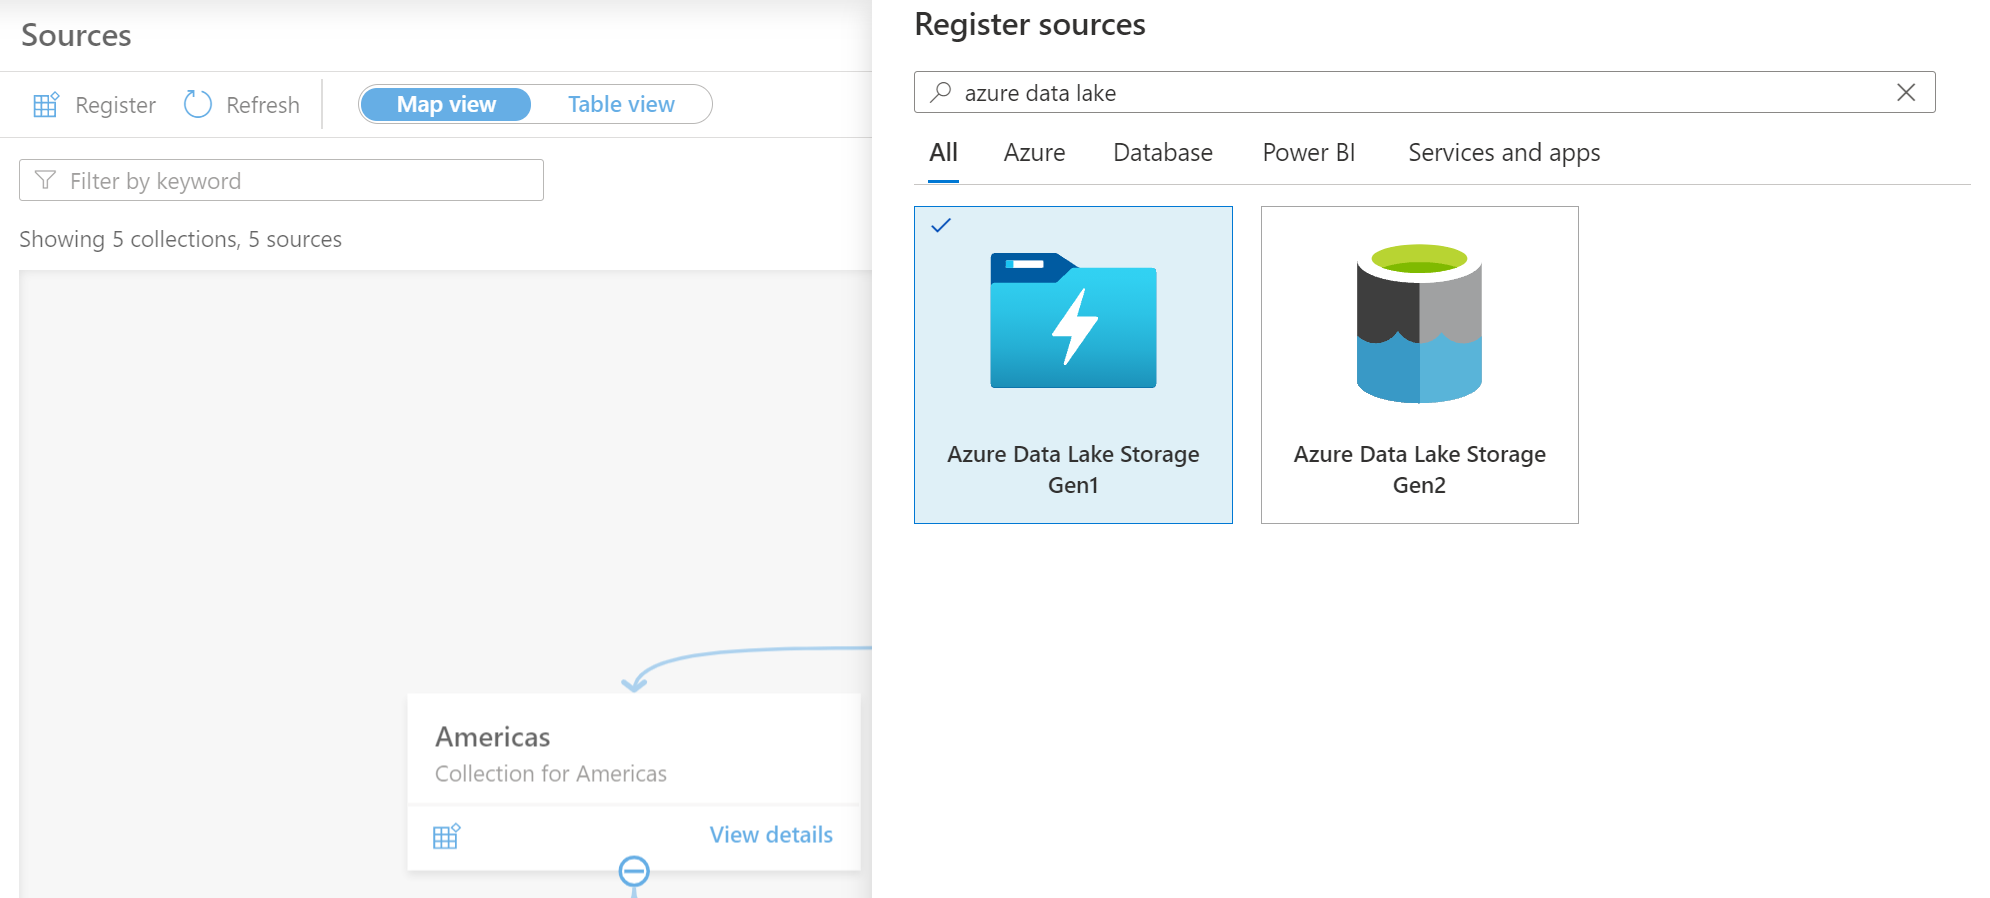 Sources
Register
Refresh
Map view
Table view
Filter by keyword
Showing 5 collections, 5 sources
Americas
Collection for Americas
View details
Register sources
azure data lake
All
Azure
Database
Power BI
Services and apps
Azure Data Lake Storage
Gen1
Azure Data Lake Storage
Gen2